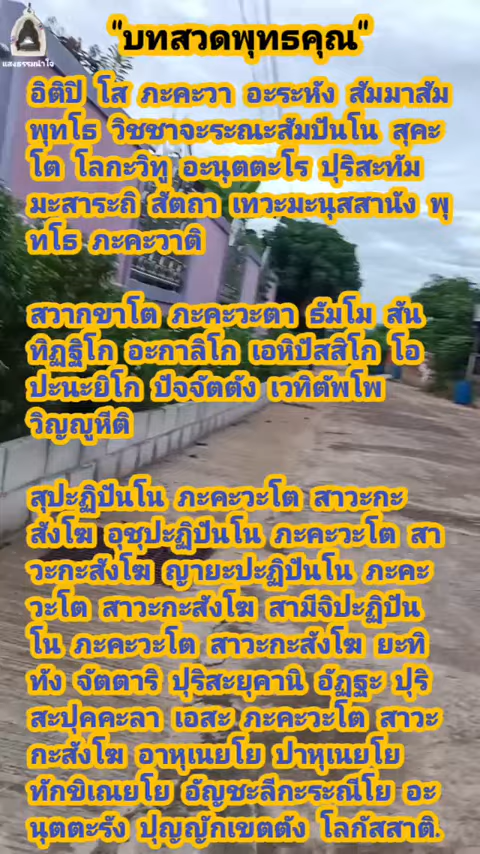 "บทสวดพุทธคุณ"
แสงธรรมนำใจ
อิติปิ โส ภะคะวา อะระหัง สัมมาสัม
พุทโธ วิชชาจะระณะสัมปันโน สุคะ
โต โลกะวิทู อะนุตตะโร ปุริสะทัม
มะสาระถิ สัตถา เทวะมะนุสสานัง พุ
ทโธ ภะคะวาติ
สวากขาโต ภะคะวะตา ธัมโม สัน
ทิฏฐิโก อะกาลิโก เอหิปัสสิโก โอ
ปะนะยิโก ปัจจัตตัง เวทิตัพโพ
วิญญูหีติ
สุปะฏิปันโน ภะคะวะโต สาวะกะ
สังโฆ อุชุปะฏิปันโน ภะคะวะโต สา
วะกะสังโฆ ญายะปะฏิปันโน ภะคะ
วะโต สาวะกะสังโฆ สามีจิปะฏิปัน
โน ภะคะวะโต สาวะกะสังโฆ ยะทิ
ทัง จัตตาริ ปุริสะยุคานิ อัฏฐะ ปุริ
สะปุคคะลา เอสะ ภะคะวะโต สาวะ
กะสังโฆ อาหุเนยโย ปาหุเนยโย
ทักขิเณยโย อัญชะลีกะระณีโย อะ
นุตตะรัง ปุญญักเขตตัง โลกัสสาติ.